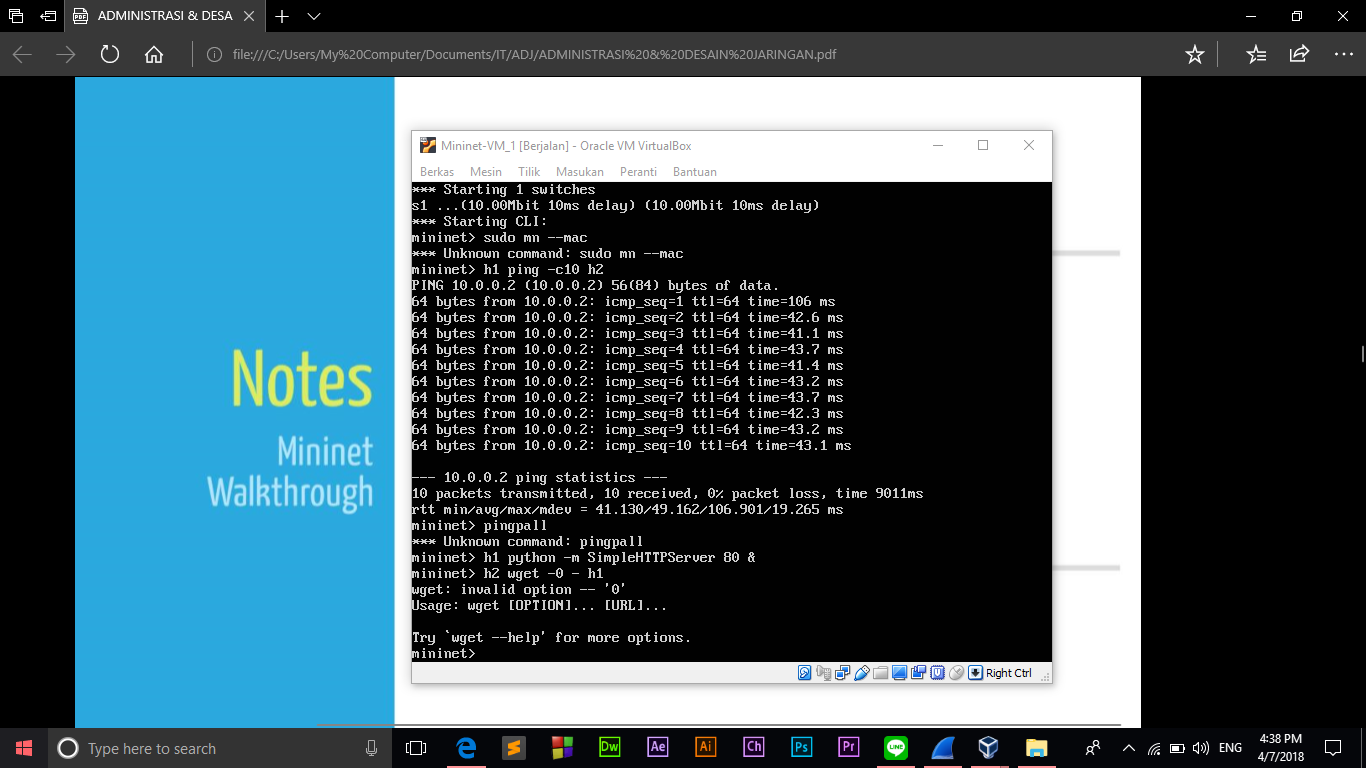 ADMINISTRASI & DESA
file:///C:/Users/My%20Computer/Documents/IT/ADJ/ADMINISTRASI%20&%20DESAIN%20JARINGAN.pdf
Notes
Mininet
Walkthrough
Mininet-VM_1 [Berjalan] - Oracle VM VirtualBox
Berkas Mesin Tilik Masukan Peranti Bantuan
*** Starting 1 switches
s1 ...(10.00Mbit 10ms delay) (10.00Mbit 10ms delay)
*** Starting CLI:
mininet> sudo mn --mac
*** Unknown command: sudo mn --mac
mininet> h1 ping -c10 h2
PING 10.0.0.2 (10.0.0.2) 56(84) bytes of data.
64 bytes from 10.0.0.2: icmp_seq=1 ttl=64 time=106 ms
64 bytes from 10.0.0.2: icmp_seq=2 ttl=64 time=42.6 ms
64 bytes from 10.0.0.2: icmp_seq=3 ttl=64 time=41.1 ms
64 bytes from 10.0.0.2: icmp_seq=4 ttl=64 time=43.7 ms
64 bytes from 10.0.0.2: icmp_seq=5 ttl=64 time=41.4 ms
64 bytes from 10.0.0.2: icmp_seq=6 ttl=64 time=43.2 ms
64 bytes from 10.0.0.2: icmp_seq=7 ttl=64 time=43.7 ms
64 bytes from 10.0.0.2: icmp_seq=8 ttl=64 time=42.3 ms
64 bytes from 10.0.0.2: icmp_seq=9 ttl=64 time=43.2 ms
64 bytes from 10.0.0.2: icmp_seq=10 ttl=64 time=43.1 ms
--- 10.0.0.2 ping statistics ---
10 packets transmitted, 10 received, 0% packet loss, time 9011ms
rtt min/avg/max/mdev = 41.130/49.162/106.901/19.265 ms
mininet> pingpall
*** Unknown command: pingpall
mininet> h1 python -m SimpleHTTPServer 80 &
mininet> h2 wget -0 - h1
wget: invalid option -- '0'
Usage: wget [OPTION]... [URL]...
Try `wget --help' for more options.
mininet>
Right Ctrl
Type here to search
Dw
Ae
Ai
Ch
Ps
Pr
LINE
ENG
4:38 PM
4/7/2018